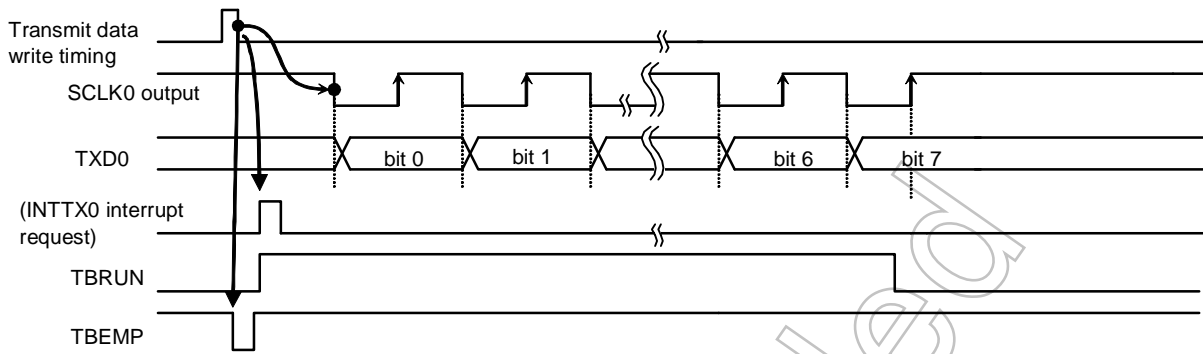 Transmit data
write timing
SCLK0 output
TXD0
bit 0
bit 1
bit 6
bit 7
(INTTX0 interrupt
request)
TBRUN
TBEMP
led